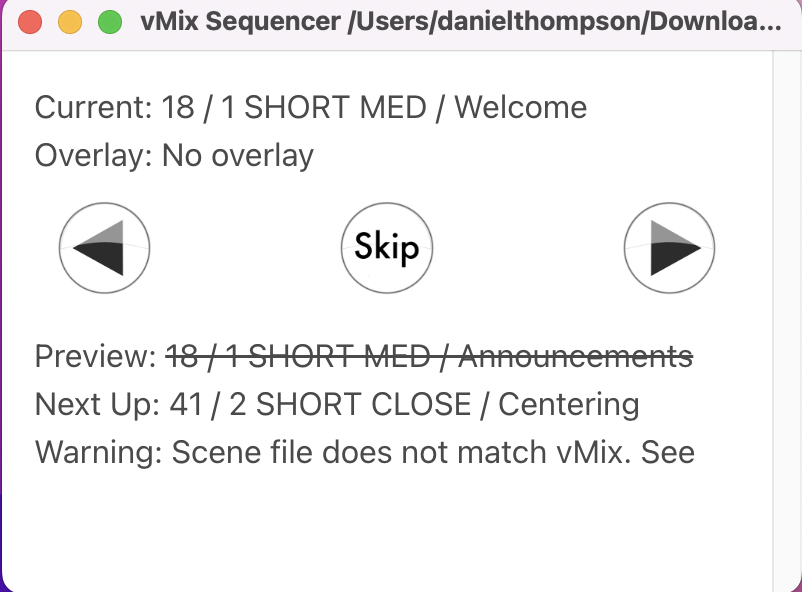 vMix Sequencer /Users/danielthompson/Downloa...
Current: 18 / 1 SHORT MED / Welcome
Overlay: No overlay
Skip
Preview: 18 / 1 SHORT MED / Announcements
Next Up: 41 / 2 SHORT CLOSE / Centering
Warning: Scene file does not match vMix. See